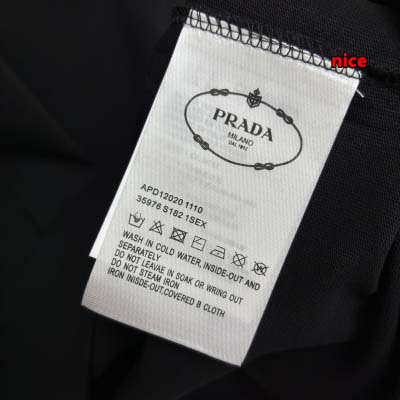 nice
PRADA
MILANO
DAL 1913
APD12020 1110
35976 S182 1SEX
WASH IN COLD WATER, INSIDE-OUT AND
SEPARATELY
DO NOT LEAVAE IN SOAK OR WRING OUT
DO NOT STEAM IRON
IRON INISDE-OUT,COVERED B CLOTH